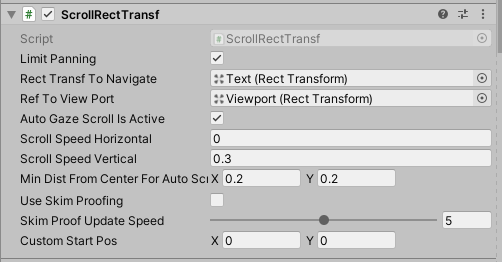 ScrollRectTransf
Script ScrollRectTransf
Limit Panning
Rect Transf To Navigate Text (Rect Transform)
Ref To View Port Viewport (Rect Transform)
Auto Gaze Scroll Is Active
Scroll Speed Horizontal 0
Scroll Speed Vertical 0.3
Min Dist From Center For Auto Scr X 0.2 Y 0.2
Use Skim Proofing
Skim Proof Update Speed 5
Custom Start Pos X 0 Y 0